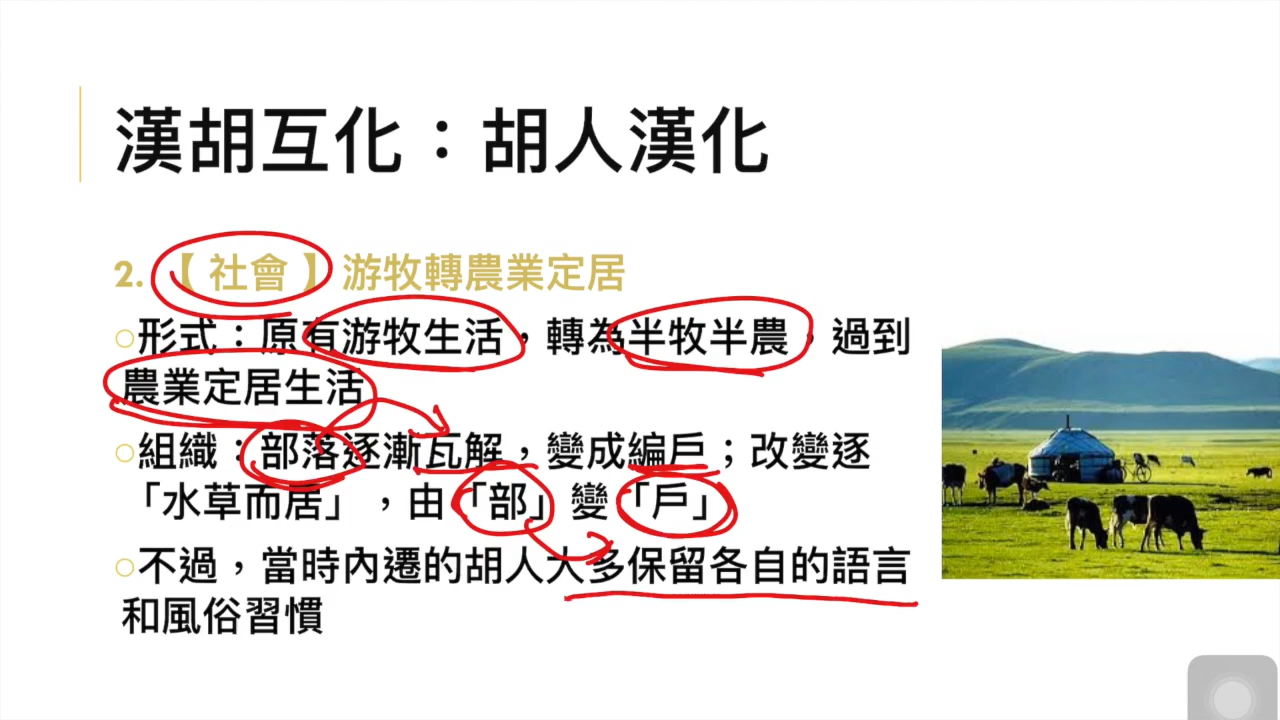 漢胡互化：胡人漢化
2.【社會】游牧轉農業定居
○形式：原有游牧生活，轉為半牧半農，過到
農業定居生活
○組織：部落逐漸瓦解，變成編戶；改變逐
「水草而居」，由「部」變「戶」
○不過，當時內遷的胡人大多保留各自的語言
和風俗習慣